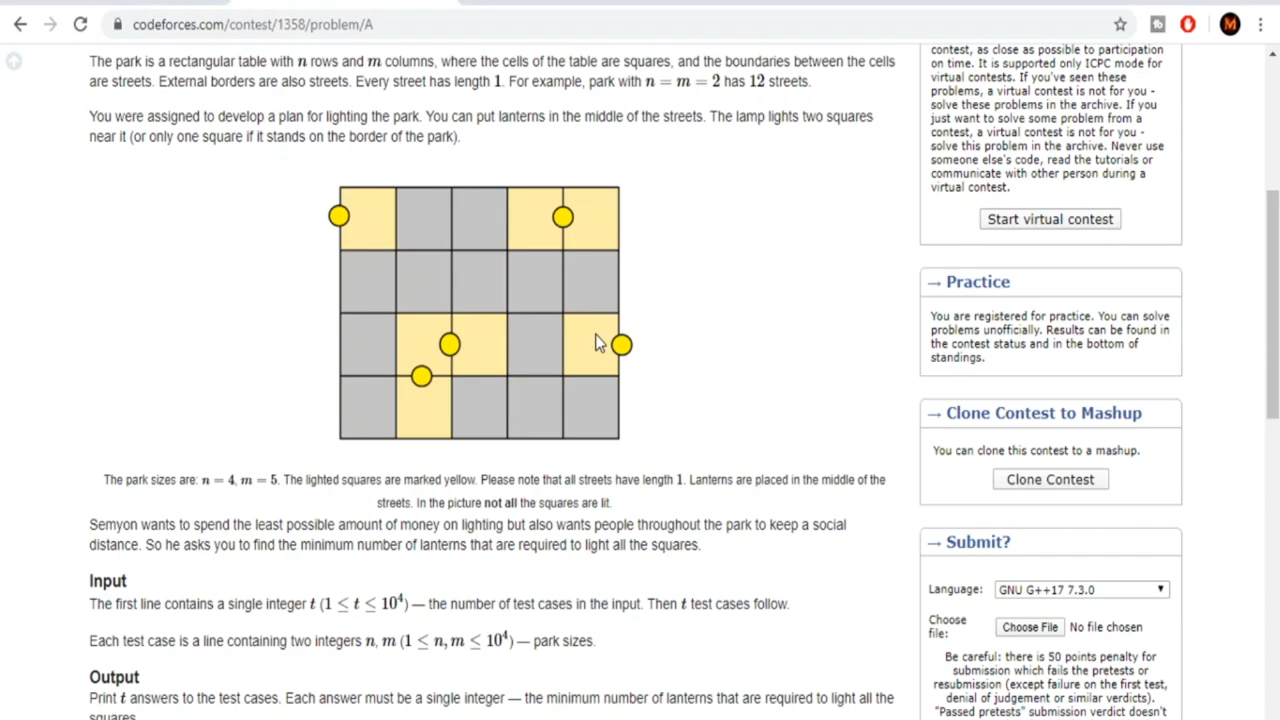 codeforces.com/contest/1358/problem/A
The park is a rectangular table with n rows and m columns, where the cells of the table are squares, and the boundaries between the cells
are streets. External borders are also streets. Every street has length 1. For example, park with n = m = 2 has 12 streets.
You were assigned to develop a plan for lighting the park. You can put lanterns in the middle of the streets. The lamp lights two squares
near it (or only one square if it stands on the border of the park).
The park sizes are: n = 4, m = 5. The lighted squares are marked yellow. Please note that all streets have length 1. Lanterns are placed in the middle of the
streets. In the picture not all the squares are lit.
Semyon wants to spend the least possible amount of money on lighting but also wants people throughout the park to keep a social
distance. So he asks you to find the minimum number of lanterns that are required to light all the squares.
Input
The first line contains a single integer t (1 ≤ t ≤ 10⁴) — the number of test cases in the input. Then t test cases follow.
Each test case is a line containing two integers n, m (1 ≤ n, m ≤ 10⁴) — park sizes.
Output
Print t answers to the test cases. Each answer must be a single integer — the minimum number of lanterns that are required to light all the
squares.
contest, as close as possible to participation
on time. It is supported only ICPC mode for
virtual contests. If you've seen these
problems, a virtual contest is not for you -
solve these problems in the archive. If you
just want to solve some problem from a
contest, a virtual contest is not for you -
solve this problem in the archive. Never use
someone else's code, read the tutorials or
communicate with other person during a
virtual contest.
Start virtual contest
→ Practice
You are registered for practice. You can solve
problems unofficially. Results can be found in
the contest status and in the bottom of
standings.
→ Clone Contest to Mashup
You can clone this contest to a mashup.
Clone Contest
→ Submit?
Language: GNU G++17 7.3.0
Choose
file: Choose File No file chosen
Be careful: there is 50 points penalty for
submission which fails the pretests or
resubmission (except failure on the first test,
denial of judgement or similar verdicts).
"Passed pretests" submission verdict doesn't